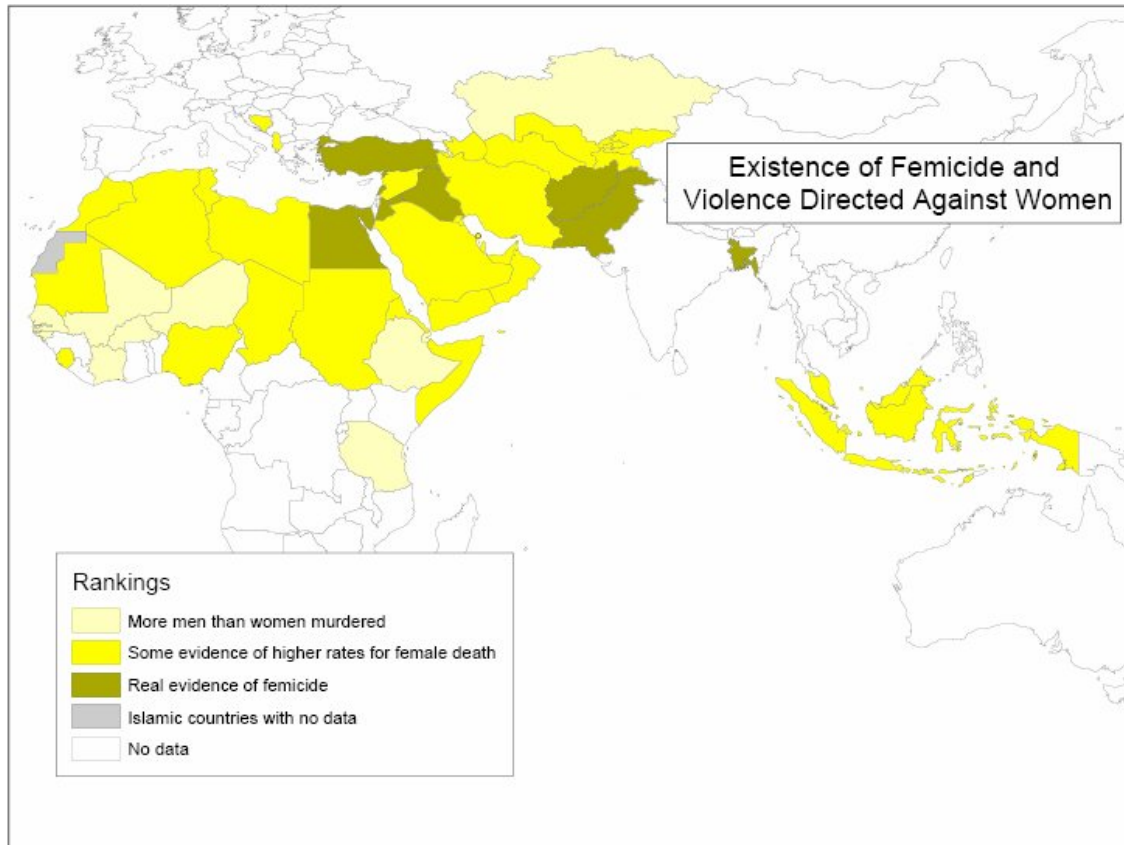 Existence of Femicide and
Violence Directed Against Women
Rankings
More men than women murdered
Some evidence of higher rates for female death
Real evidence of femicide
Islamic countries with no data
No data